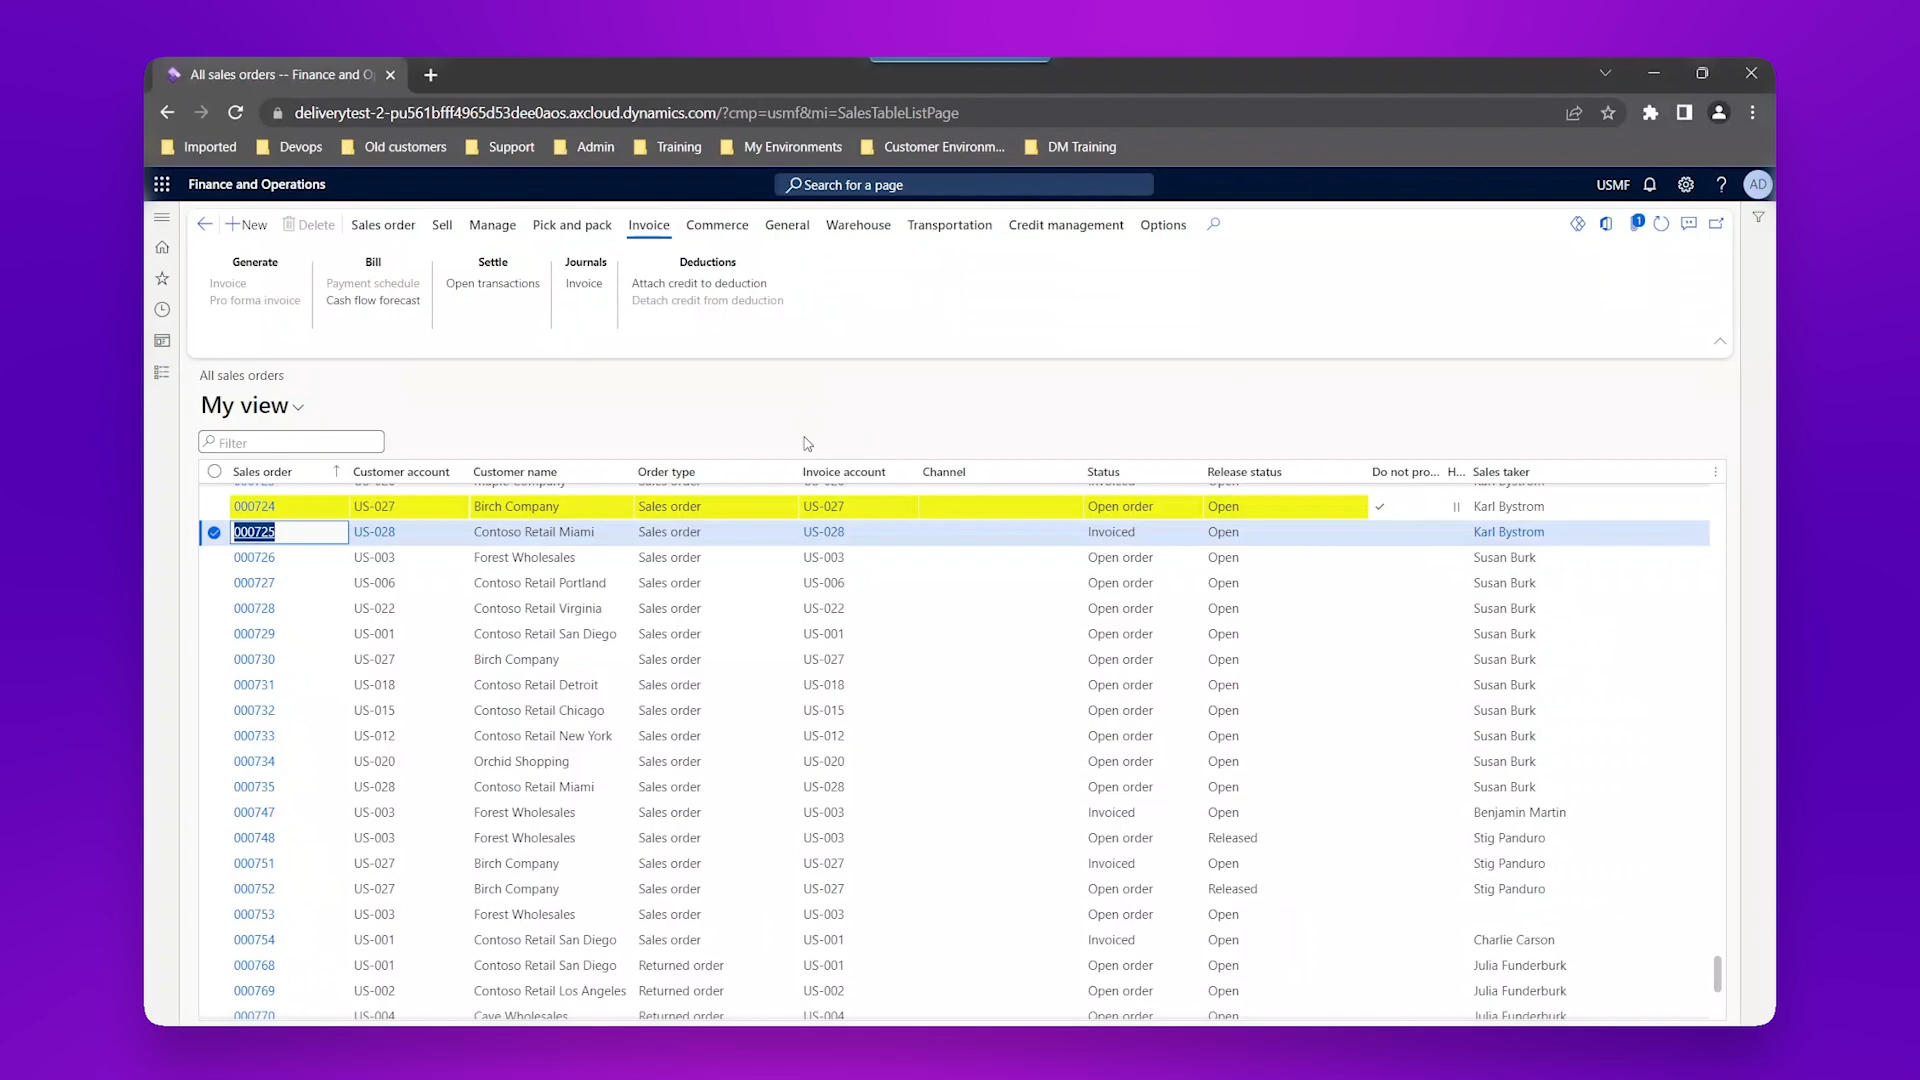 All sales orders -- Finance and O
deliverytest-2-pu561bfff4965d53dee0aos.axcloud.dynamics.com/?cmp=usmf&mi=SalesTableListPage
Imported Devops Old customers Support Admin Training My Environments Customer Environm... DM Training
Finance and Operations Search for a page USMF ? AD
New Delete Sales order Sell Manage Pick and pack Invoice Commerce General Warehouse Transportation Credit management Options 1
Generate Bill Settle Journals Deductions
Invoice Payment schedule Open transactions Invoice Attach credit to deduction
Pro forma invoice Cash flow forecast Detach credit from deduction
All sales orders
My view
Filter
Sales order Customer account Customer name Order type Invoice account Channel Status Release status Do not pro... H... Sales taker
000724 US-027 Birch Company Sales order US-027 Open order Open Karl Bystrom
000725 US-028 Contoso Retail Miami Sales order US-028 Invoiced Open Karl Bystrom
000726 US-003 Forest Wholesales Sales order US-003 Open order Open Susan Burk
000727 US-006 Contoso Retail Portland Sales order US-006 Open order Open Susan Burk
000728 US-022 Contoso Retail Virginia Sales order US-022 Open order Open Susan Burk
000729 US-001 Contoso Retail San Diego Sales order US-001 Open order Open Susan Burk
000730 US-027 Birch Company Sales order US-027 Open order Open Susan Burk
000731 US-018 Contoso Retail Detroit Sales order US-018 Open order Open Susan Burk
000732 US-015 Contoso Retail Chicago Sales order US-015 Open order Open Susan Burk
000733 US-012 Contoso Retail New York Sales order US-012 Open order Open Susan Burk
000734 US-020 Orchid Shopping Sales order US-020 Open order Open Susan Burk
000735 US-028 Contoso Retail Miami Sales order US-028 Open order Open Susan Burk
000747 US-003 Forest Wholesales Sales order US-003 Invoiced Open Benjamin Martin
000748 US-003 Forest Wholesales Sales order US-003 Open order Released Stig Panduro
000751 US-027 Birch Company Sales order US-027 Invoiced Open Stig Panduro
000752 US-027 Birch Company Sales order US-027 Open order Released Stig Panduro
000753 US-003 Forest Wholesales Sales order US-003 Open order Open
000754 US-001 Contoso Retail San Diego Sales order US-001 Invoiced Open Charlie Carson
000768 US-001 Contoso Retail San Diego Returned order US-001 Open order Open Julia Funderburk
000769 US-002 Contoso Retail Los Angeles Returned order US-002 Open order Open Julia Funderburk
000770 US-004 Cave Wholesales Returned order US-004 Open order Open Julia Funderburk